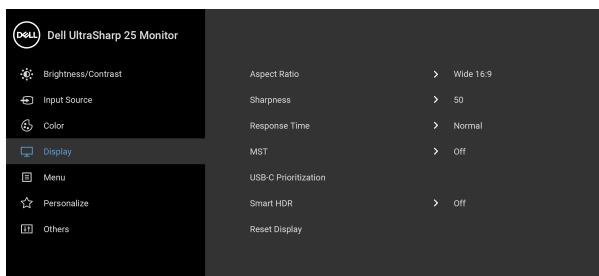 DELL Dell UltraSharp 25 Monitor
Brightness/Contrast
Aspect Ratio > Wide 16:9
Input Source
Sharpness > 50
Color
Response Time > Normal
Display
MST > Off
Menu
USB-C Prioritization
Personalize
Smart HDR > Off
Others
Reset Display